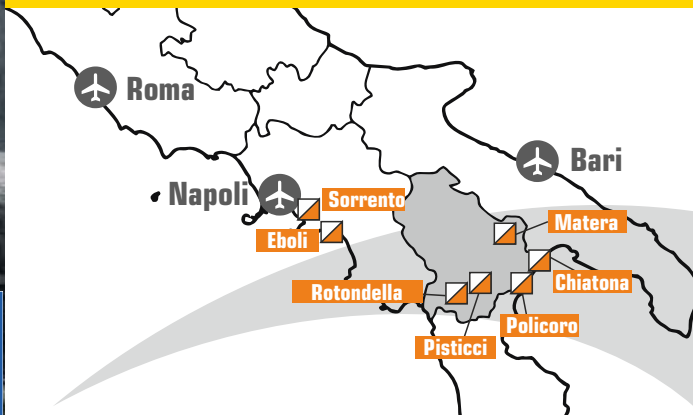 Roma
Bari
Napoli
Sorrento
Matera
Eboli
Chiatona
Rotondella
Policoro
Pisticci